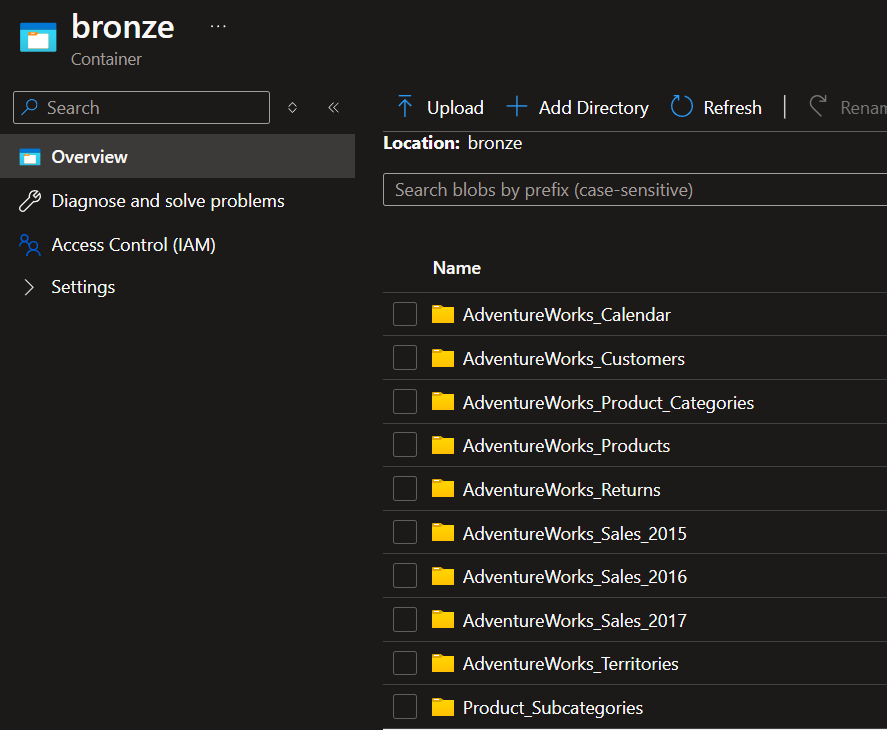 bronze ...
Container
Search
Overview
Diagnose and solve problems
Access Control (IAM)
Settings
Upload Add Directory Refresh Renam
Location: bronze
Search blobs by prefix (case-sensitive)
Name
AdventureWorks_Calendar
AdventureWorks_Customers
AdventureWorks_Product_Categories
AdventureWorks_Products
AdventureWorks_Returns
AdventureWorks_Sales_2015
AdventureWorks_Sales_2016
AdventureWorks_Sales_2017
AdventureWorks_Territories
Product_Subcategories